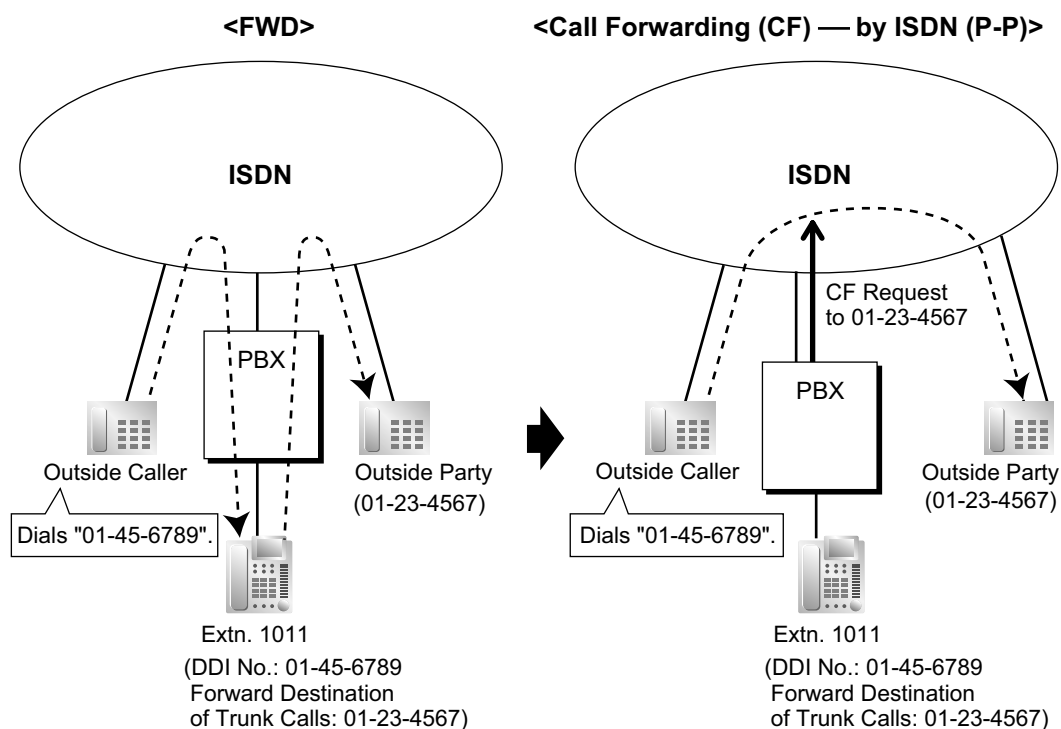 <FWD>
ISDN
PBX
Outside Caller
Dials "01-45-6789".
Outside Party
(01-23-4567)
Extn. 1011
(DDI No.: 01-45-6789
Forward Destination
of Trunk Calls: 01-23-4567)
<Call Forwarding (CF) — by ISDN (P-P)>
ISDN
CF Request
to 01-23-4567
PBX
Outside Caller
Dials "01-45-6789".
Outside Party
(01-23-4567)
Extn. 1011
(DDI No.: 01-45-6789
Forward Destination
of Trunk Calls: 01-23-4567)